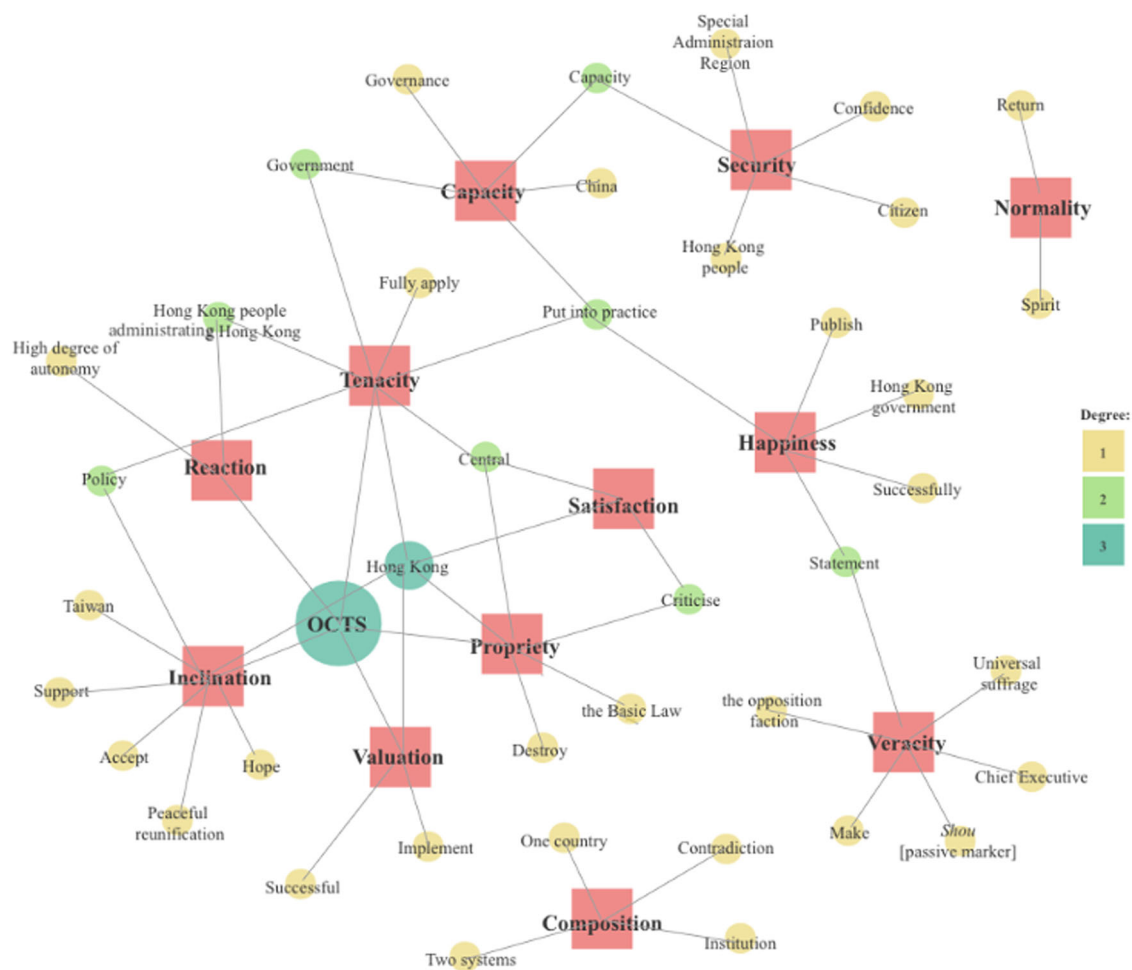 Special
Administraion
Region
Governance
Capacity
Confidence
Return
Government
Capacity
China
Security
Citizen
Normality
Hong Kong
people
Spirit
Fully apply
Hong Kong people
administrating Hong Kong
Put into practice
Publish
High degree of
autonomy
Tenacity
Hong Kong
government
Degree:
1
2
3
Happiness
Policy
Reaction
Central
Satisfaction
Successfully
Hong Kong
Statement
Taiwan
OCTS
Criticise
Inclination
Propriety
Support
Universal
suffrage
the opposition
faction
the Basic Law
Accept
Hope
Valuation
Destroy
Veracity
Chief Executive
Peaceful
reunification
Implement
Make
Shou
[passive marker]
One country
Contradiction
Successful
Composition
Two systems
Institution